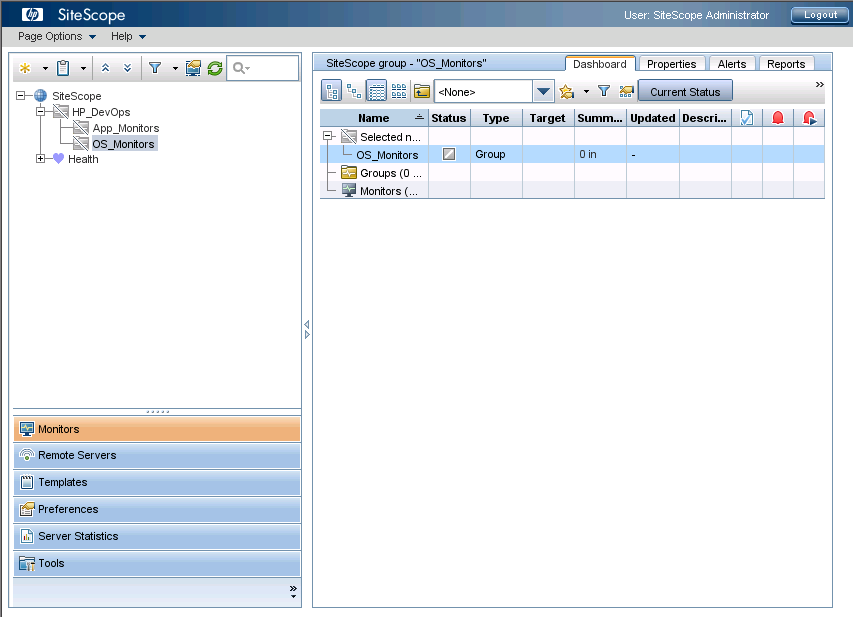 hp SiteScope User: SiteScope Administrator Logout
Page Options Help
SiteScope
HP_DevOps
App_Monitors
OS_Monitors
Health
Monitors
Remote Servers
Templates
Preferences
Server Statistics
Tools
»
SiteScope group - "OS_Monitors" Dashboard Properties Alerts Reports
<None> Current Status »
Name Status Type Target Summ... Updated Descri...
Selected n...
OS_Monitors Group 0 in -
Groups (0 ...
Monitors (...